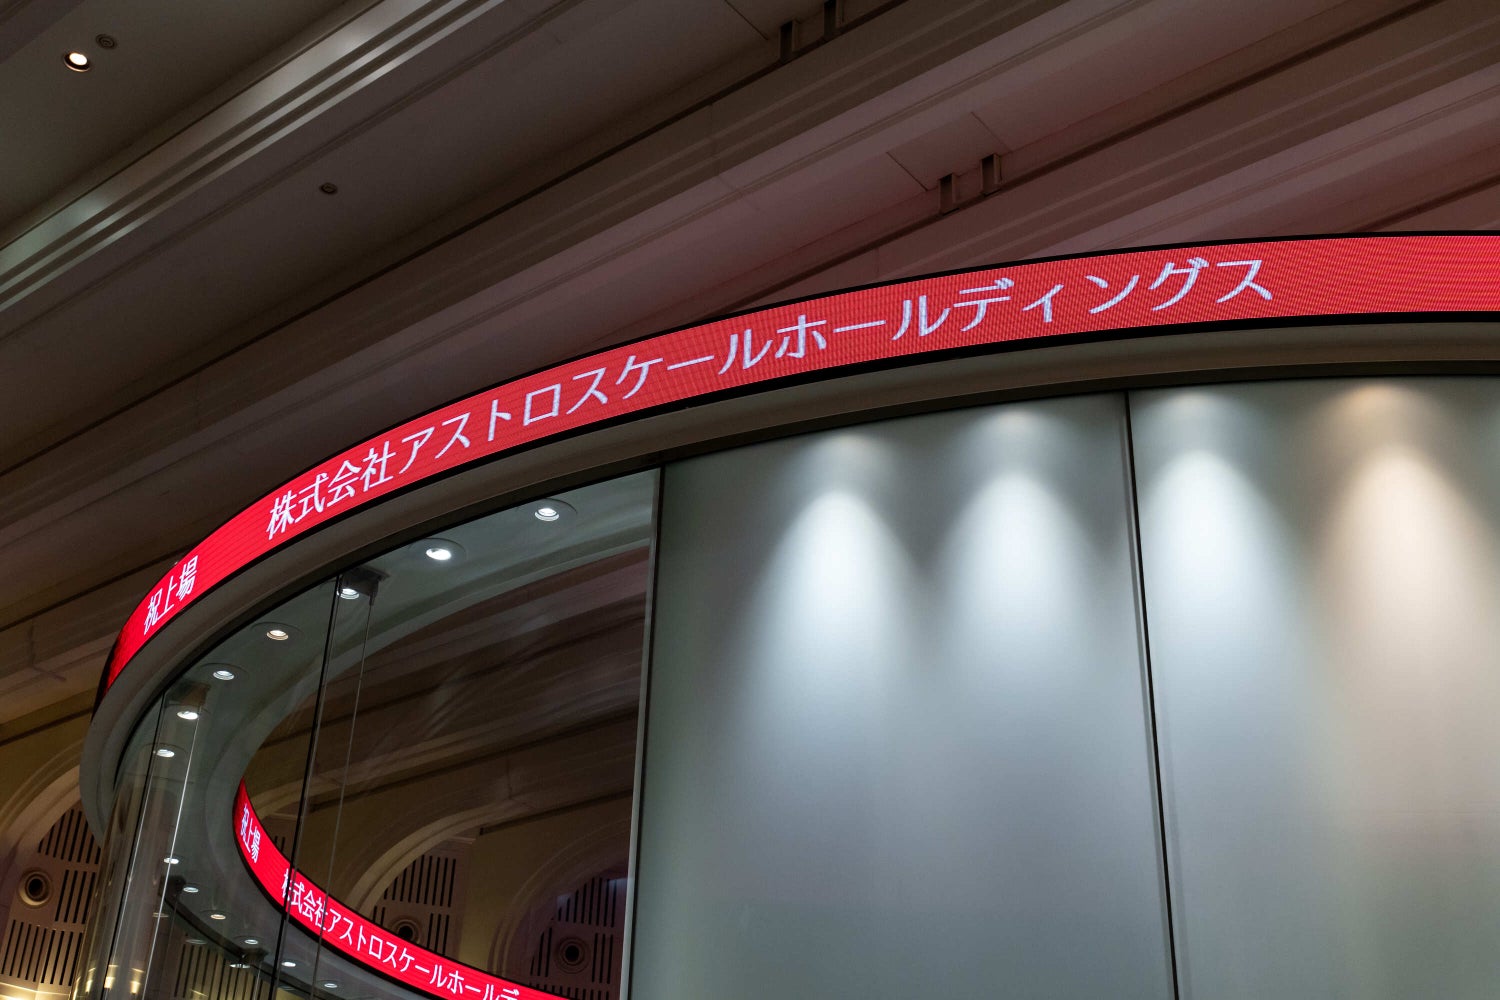 祝上場 株式会社アストロスケールホールディングス
祝上場 株式会社アストロスケールホールデ